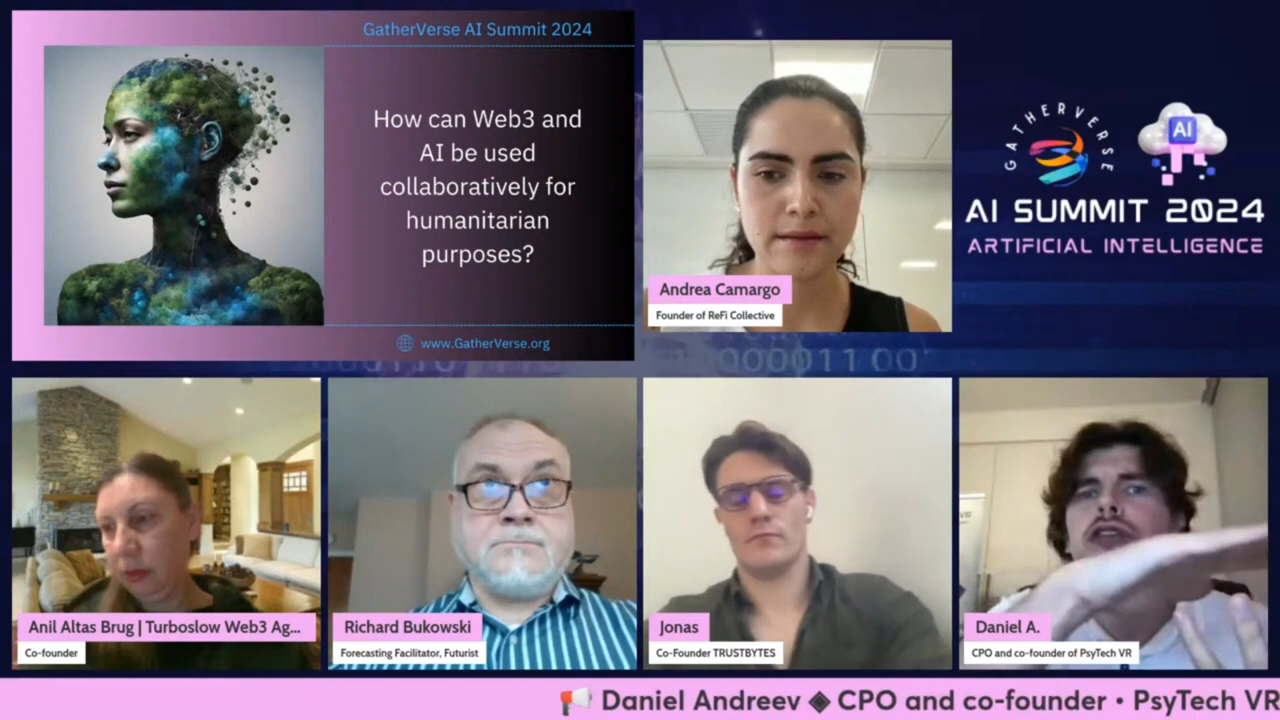 GatherVerse AI Summit 2024
How can Web3 and
AI be used
collaboratively for
humanitarian
purposes?
www.GatherVerse.org
Andrea Camargo
Founder of ReFi Collective
GATHERVERSE
AI
AI SUMMIT 2024
ARTIFICIAL INTELLIGENCE
Anil Altas Brug | Turboslow Web3 Ag...
Co-founder
Richard Bukowski
Forecasting Facilitator, Futurist
Jonas
Co-Founder TRUSTBYTES
VR
Daniel A.
CPO and co-founder of PsyTech VR
Daniel Andreev ◈ CPO and co-founder • PsyTech VR